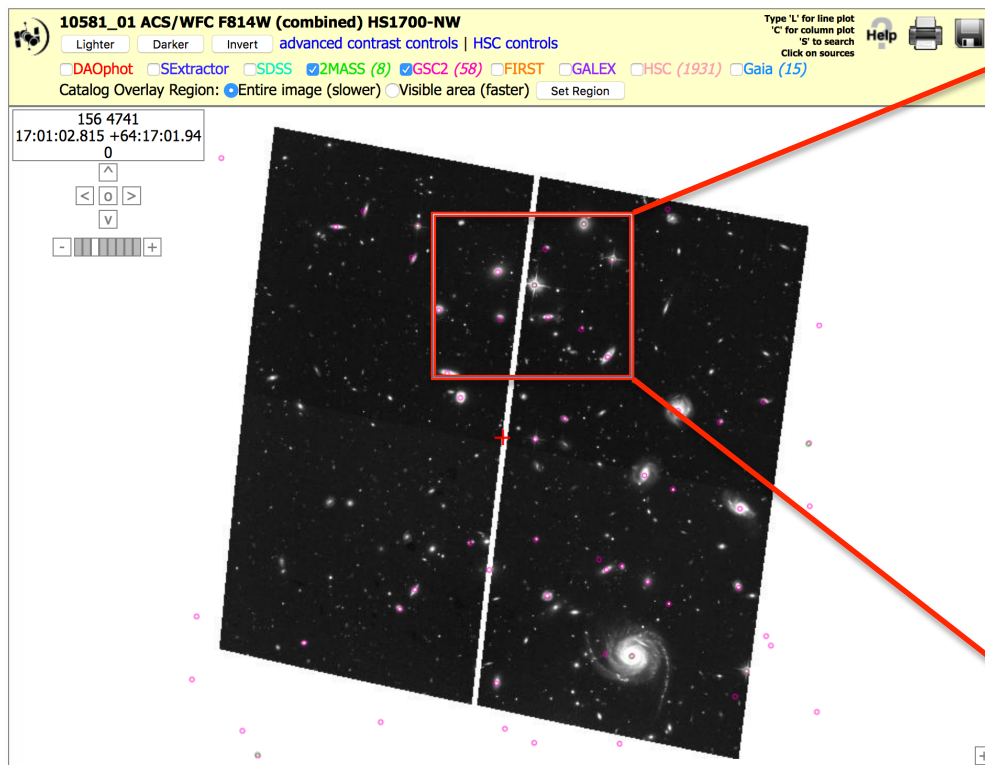 10581_01 ACS/WFC F814W (combined) HS1700-NW
Lighter Darker Invert advanced contrast controls | HSC controls
DAOphot SExtractor SDSS 2MASS (8) GSC2 (58) FIRST GALEX HSC (1931) Gaia (15)
Catalog Overlay Region: Entire image (slower) Visible area (faster) Set Region
Type 'L' for line plot
'C' for column plot
'S' to search
Click on sources
Help
156 4741
17:01:02.815 +64:17:01.94
0
^
< o >
v
- +
+